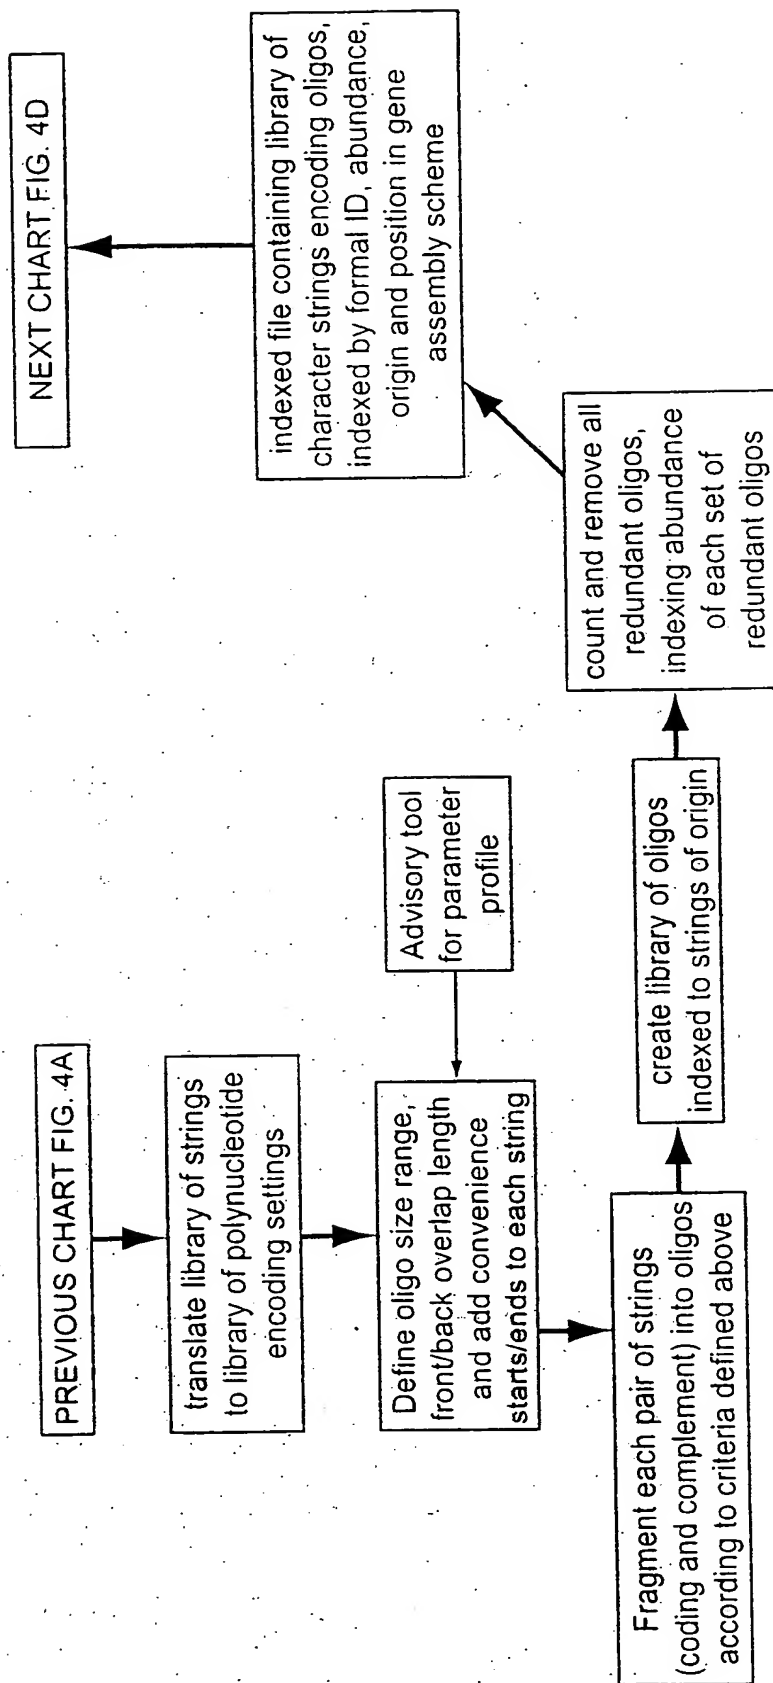 PREVIOUS CHART FIG. 4A
translate library of strings
to library of polynucleotide
encoding settings
Define oligo size range,
front/back overlap length
and add convenience
starts/ends to each string
Advisory tool
for parameter
profile
Fragment each pair of strings
(coding and complement) into oligos
according to criteria defined above
create library of oligos
indexed to strings of origin
count and remove all
redundant oligos,
indexing abundance
of each set of
redundant oligos
indexed file containing library of
character strings encoding oligos,
indexed by formal ID, abundance,
origin and position in gene
assembly scheme
NEXT CHART FIG. 4D